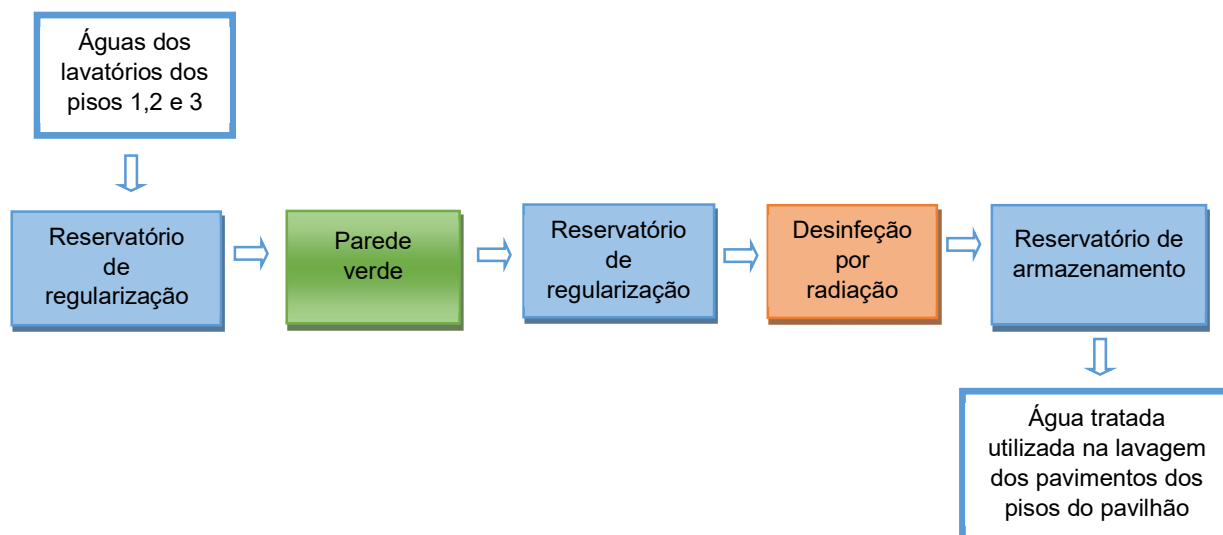 Águas dos
lavatórios dos
pisos 1,2 e 3
Reservatório
de
regularização
Parede
verde
Reservatório
de
regularização
Desinfeção
por
radiação
Reservatório de
armazenamento
Água tratada
utilizada na lavagem
dos pavimentos dos
pisos do pavilhão